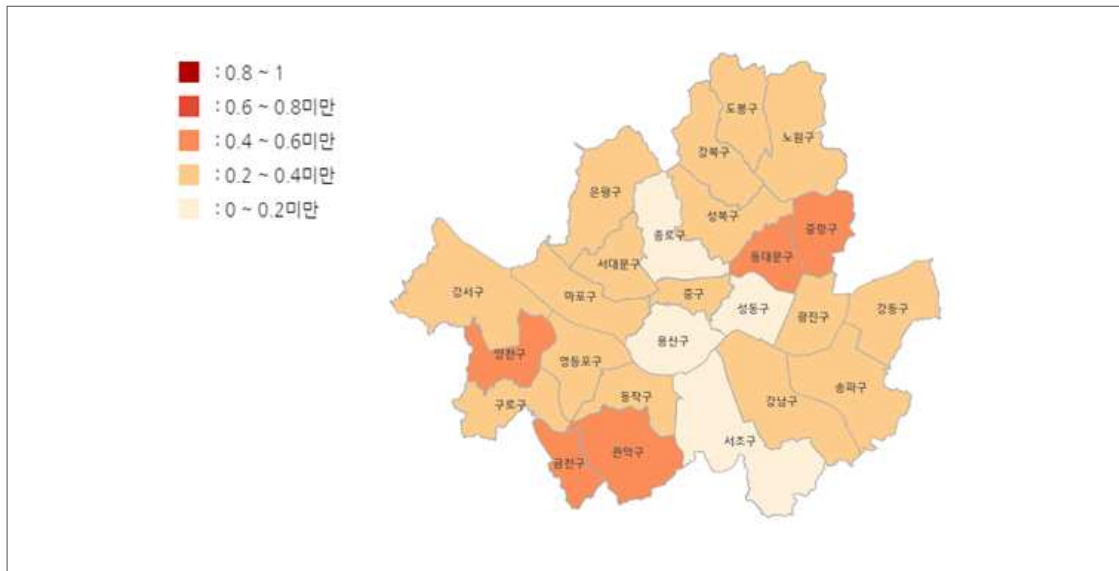 : 0.8 ~ 1
: 0.6 ~ 0.8미만
: 0.4 ~ 0.6미만
: 0.2 ~ 0.4미만
: 0 ~ 0.2미만
도봉구
노원구
강북구
은평구
성북구
종로구
중랑구
동대문구
서대문구
강서구
마포구
중구
성동구
광진구
강동구
용산구
양천구
영등포구
송파구
구로구
동작구
강남구
서초구
관악구
금천구